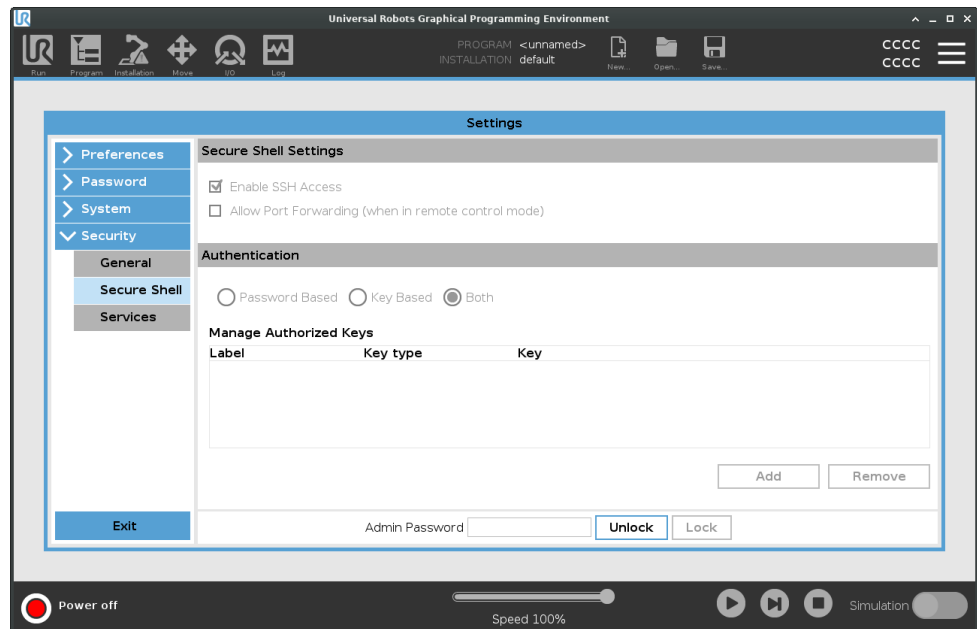 Universal Robots Graphical Programming Environment
UR
Run
Program
Installation
Move
I/O
Log
PROGRAM <unnamed>
INSTALLATION default
New...
Open...
Save...
cccc
cccc
Settings
Preferences
Password
System
Security
General
Secure Shell
Services
Exit
Secure Shell Settings
Enable SSH Access
Allow Port Forwarding (when in remote control mode)
Authentication
Password Based Key Based Both
Manage Authorized Keys
Label Key type Key
Add Remove
Admin Password Unlock Lock
Power off
Speed 100%
Simulation